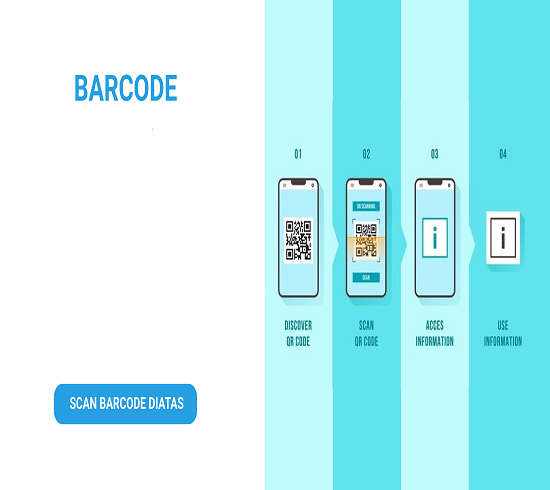 BARCODE
SCAN BARCODE DIATAS
01
02
03
04
QR SCANNING
SCAN
i
i
DISCOVER
QR CODE
SCAN
QR CODE
ACCES
INFORMATION
USE
INFORMATION